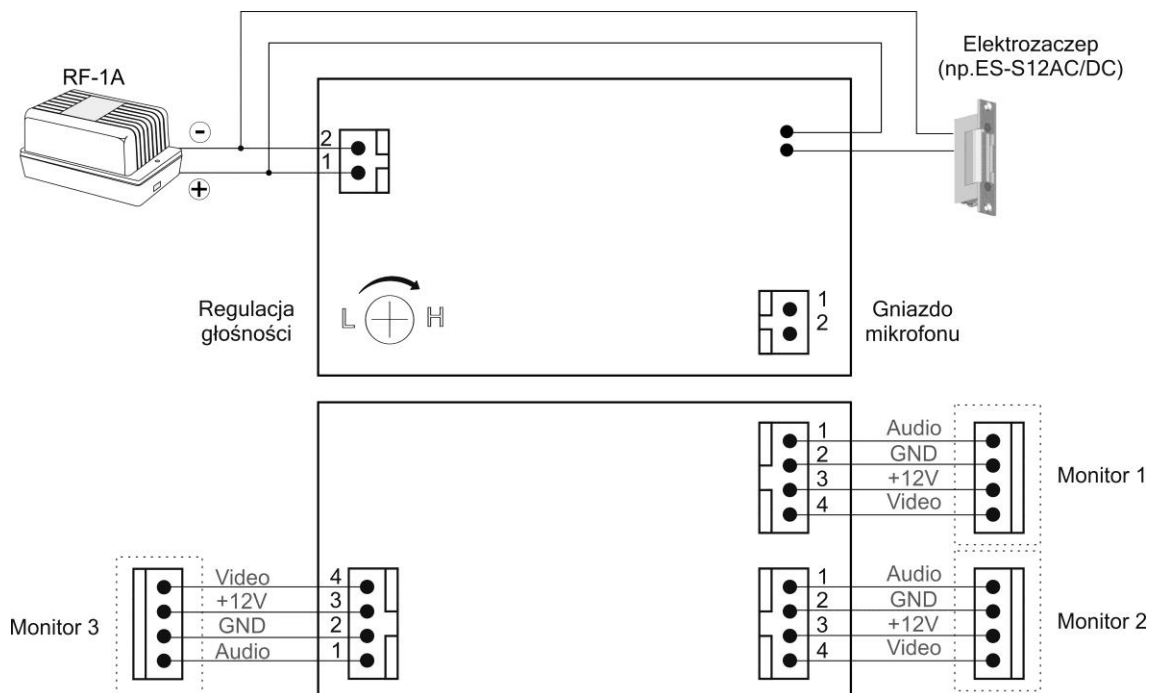 RF-1A
-
+
2
1
Elektrozaczep
(np.ES-S12AC/DC)
Regulacja
głośności
L
H
1
2
Gniazdo
mikrofonu
1 Audio
2 GND
3 +12V
4 Video
Monitor 1
Video 4
+12V 3
GND 2
Audio 1
Monitor 3
1 Audio
2 GND
3 +12V
4 Video
Monitor 2